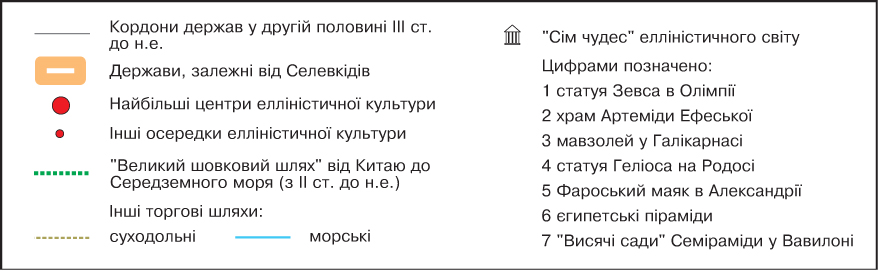 Кордони держав у другій половині III ст.
до н.е.
Держави, залежні від Селевкідів
Найбільші центри елліністичної культури
Інші осередки елліністичної культури
"Великий шовковий шлях" від Китаю до
Середземного моря (з II ст. до н.е.)
Інші торгові шляхи:
суходольні
морські
"Сім чудес" елліністичного світу
Цифрами позначено:
1 статуя Зевса в Олімпії
2 храм Артеміди Ефеської
3 мавзолей у Галікарнасі
4 статуя Геліоса на Родосі
5 Фароський маяк в Александрії
6 єгипетські піраміди
7 "Висячі сади" Семіраміди у Вавилоні